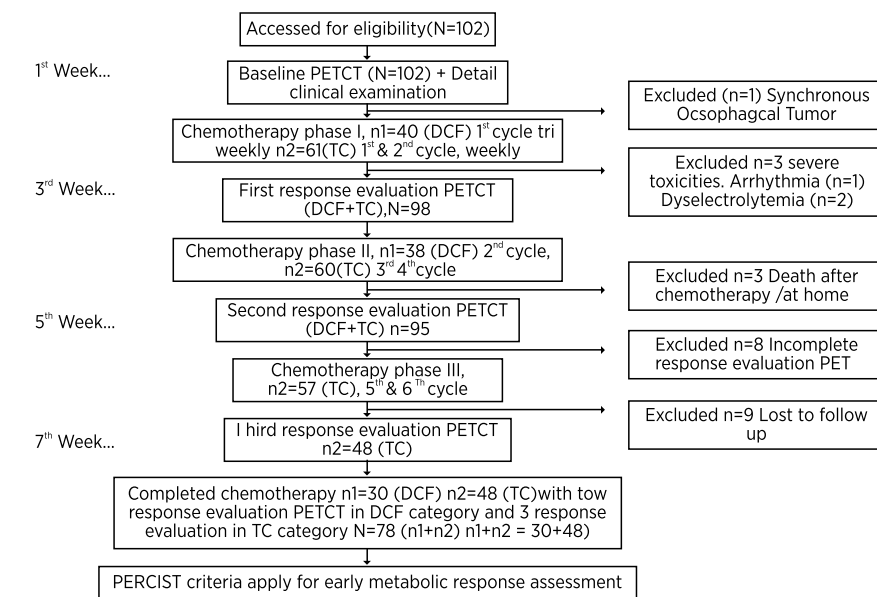 Accessed for eligibility(N=102)
1st Week...
Baseline PETCT (N=102) + Detail
clinical examination
Excluded (n=1) Synchronous
Ocsophagcal Tumor
Chemotherapy phase I, n1=40 (DCF) 1st cycle tri
weekly n2=61(TC) 1st & 2nd cycle, weekly
Excluded n=3 severe
toxicities. Arrhythmia (n=1)
Dyselectrolytemia (n=2)
3rd Week...
First response evaluation PETCT
(DCF+TC),N=98
Chemotherapy phase II, n1=38 (DCF) 2nd cycle,
n2=60(TC) 3rd 4th cycle
Excluded n=3 Death after
chemotherapy /at home
5th Week...
Second response evaluation PETCT
(DCF+TC) n=95
Excluded n=8 Incomplete
response evaluation PET
Chemotherapy phase III,
n2=57 (TC), 5th & 6 Th cycle
Excluded n=9 Lost to follow
up
7th Week...
I hird response evaluation PETCT
n2=48 (TC)
Completed chemotherapy n1=30 (DCF) n2=48 (TC)with tow
response evaluation PETCT in DCF category and 3 response
evaluation in TC category N=78 (n1+n2) n1+n2 = 30+48)
PERCIST criteria apply for early metabolic response assessment